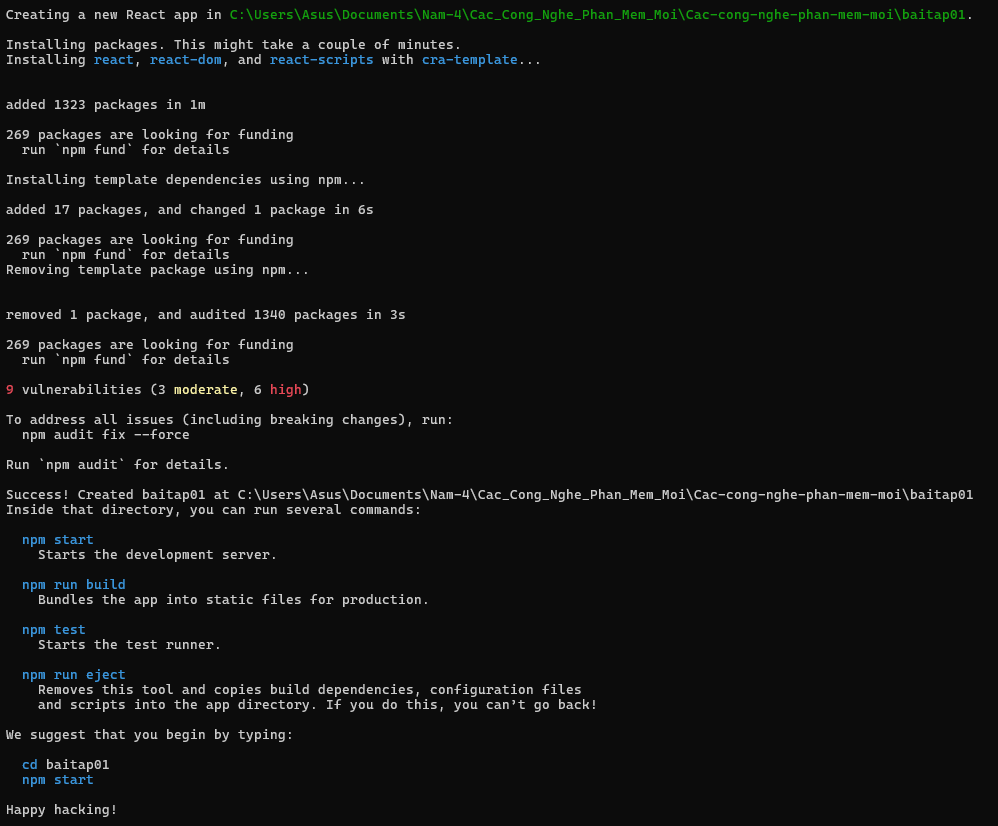 Creating a new React app in C:\Users\Asus\Documents\Nam-4\Cac_Cong_Nghe_Phan_Mem_Moi\Cac-cong-nghe-phan-mem-moi\baitap01.
Installing packages. This might take a couple of minutes.
Installing react, react-dom, and react-scripts with cra-template...
added 1323 packages in 1m
269 packages are looking for funding
  run `npm fund` for details
Installing template dependencies using npm...
added 17 packages, and changed 1 package in 6s
269 packages are looking for funding
  run `npm fund` for details
Removing template package using npm...
removed 1 package, and audited 1340 packages in 3s
269 packages are looking for funding
  run `npm fund` for details
9 vulnerabilities (3 moderate, 6 high)
To address all issues (including breaking changes), run:
  npm audit fix --force
Run `npm audit` for details.
Success! Created baitap01 at C:\Users\Asus\Documents\Nam-4\Cac_Cong_Nghe_Phan_Mem_Moi\Cac-cong-nghe-phan-mem-moi\baitap01
Inside that directory, you can run several commands:
  npm start
    Starts the development server.
  npm run build
    Bundles the app into static files for production.
  npm test
    Starts the test runner.
  npm run eject
    Removes this tool and copies build dependencies, configuration files
    and scripts into the app directory. If you do this, you can’t go back!
We suggest that you begin by typing:
  cd baitap01
  npm start
Happy hacking!